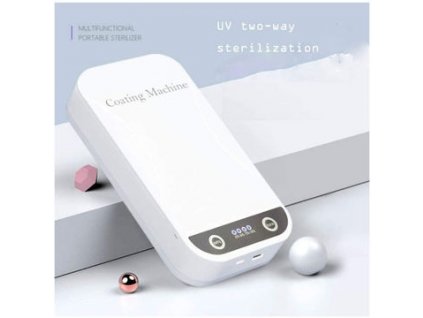 MULTIFUNCTIONAL
PORTABLE STERILIZER
UV two-way
sterilization
Coating Machine